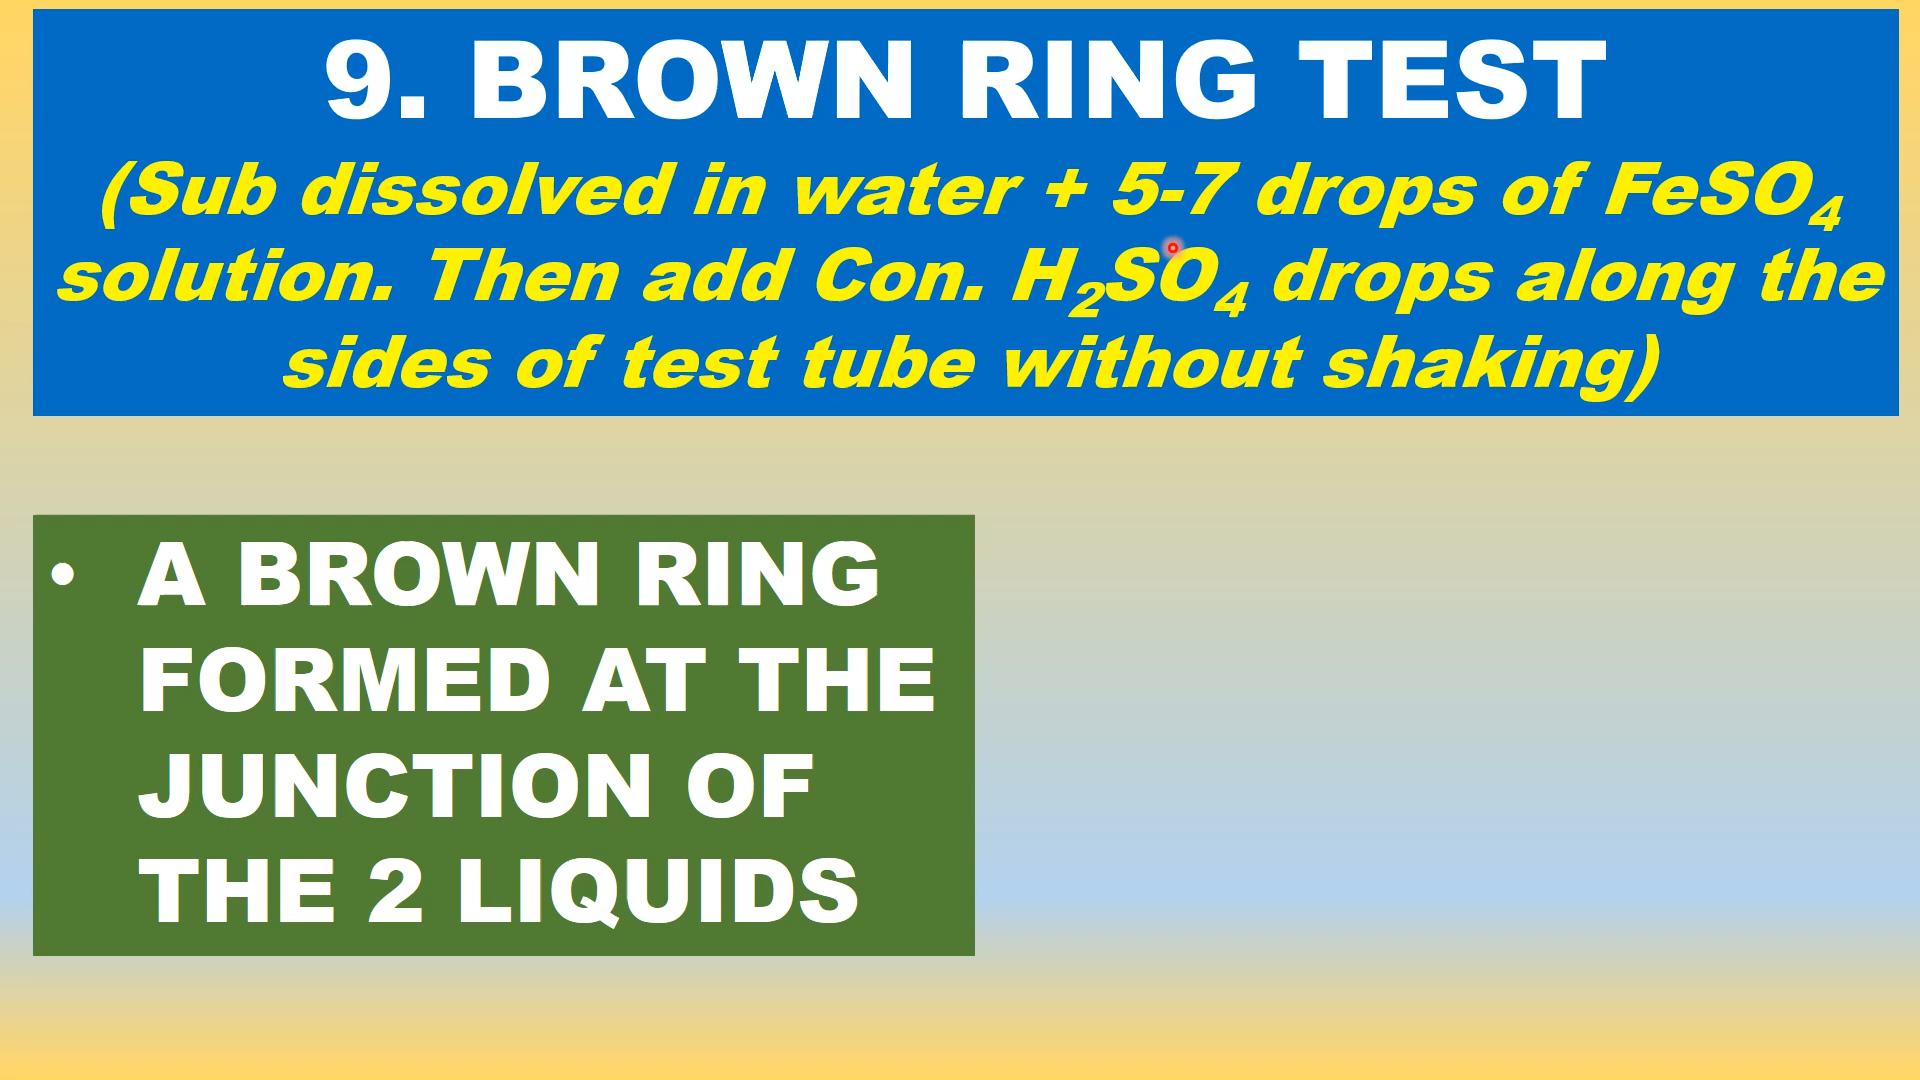 9. BROWN RING TEST
(Sub dissolved in water + 5-7 drops of FeSO₄
solution. Then add Con. H₂SO₄ drops along the
sides of test tube without shaking)
• A BROWN RING
FORMED AT THE
JUNCTION OF
THE 2 LIQUIDS